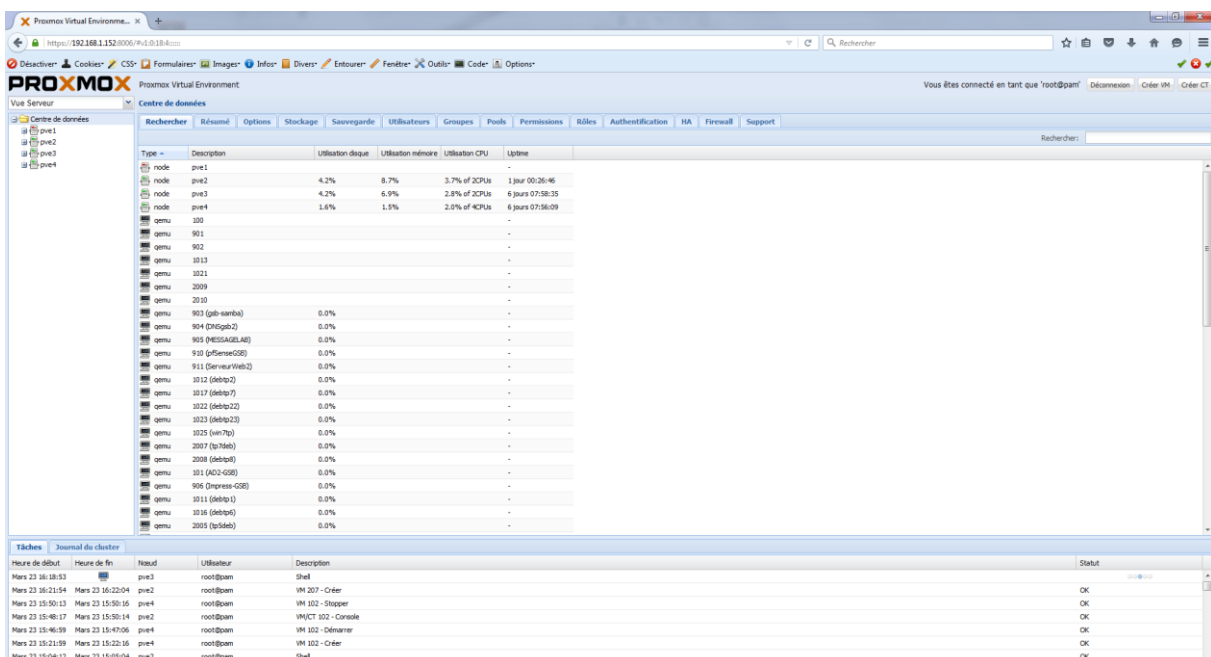 Proxmox Virtual Environme... ×
https://192.168.1.152:8006/#v1:0:18:4:::::
Rechercher
Désactiver Cookies CSS Formulaires Images Infos Divers Entourer Fenêtre Outils Code Options
PROXMOX Proxmox Virtual Environment Vous êtes connecté en tant que 'root@pam' Déconnexion Créer VM Créer CT
Vue Serveur Centre de données
Centre de données
pve1
pve2
pve3
pve4
Rechercher Résumé Options Stockage Sauvegarde Utilisateurs Groupes Pools Permissions Rôles Authentification HA Firewall Support
Rechercher:
Type Description Utilisation disque Utilisation mémoire Utilisation CPU Uptime
node pve1 -
node pve2 4.2% 8.7% 3.7% of 2CPUs 1 jour 00:26:46
node pve3 4.2% 6.9% 2.8% of 2CPUs 6 jours 07:58:35
node pve4 1.6% 1.5% 2.0% of 4CPUs 6 jours 07:56:09
qemu 100 -
qemu 901 -
qemu 902 -
qemu 1013 -
qemu 1021 -
qemu 2009 -
qemu 2010 -
qemu 903 (gsb-samba) 0.0% -
qemu 904 (DNSgsb2) 0.0% -
qemu 905 (MESSAGELAB) 0.0% -
qemu 910 (pfSenseGSB) 0.0% -
qemu 911 (ServeurWeb2) 0.0% -
qemu 1012 (debtp2) 0.0% -
qemu 1017 (debtp7) 0.0% -
qemu 1022 (debtp22) 0.0% -
qemu 1023 (debtp23) 0.0% -
qemu 1025 (win7tp) 0.0% -
qemu 2007 (tp7deb) 0.0% -
qemu 2008 (debtp8) 0.0% -
qemu 101 (AD2-GSB) 0.0% -
qemu 906 (Impress-GSB) 0.0% -
qemu 1011 (debtp1) 0.0% -
qemu 1016 (debtp6) 0.0% -
qemu 2005 (tp5deb) 0.0% -
Tâches Journal du cluster
Heure de début Heure de fin Nœud Utilisateur Description Statut
Mars 23 16:18:53 pve3 root@pam Shell
Mars 23 16:21:54 Mars 23 16:22:04 pve2 root@pam VM 207 - Créer OK
Mars 23 15:50:13 Mars 23 15:50:16 pve4 root@pam VM 102 - Stopper OK
Mars 23 15:48:17 Mars 23 15:50:14 pve2 root@pam VM/CT 102 - Console OK
Mars 23 15:46:59 Mars 23 15:47:06 pve4 root@pam VM 102 - Démarrer OK
Mars 23 15:21:59 Mars 23 15:22:16 pve4 root@pam VM 102 - Créer OK
Mars 23 15:04:17 Mars 23 15:05:04 pve2 root@pam Shell OK